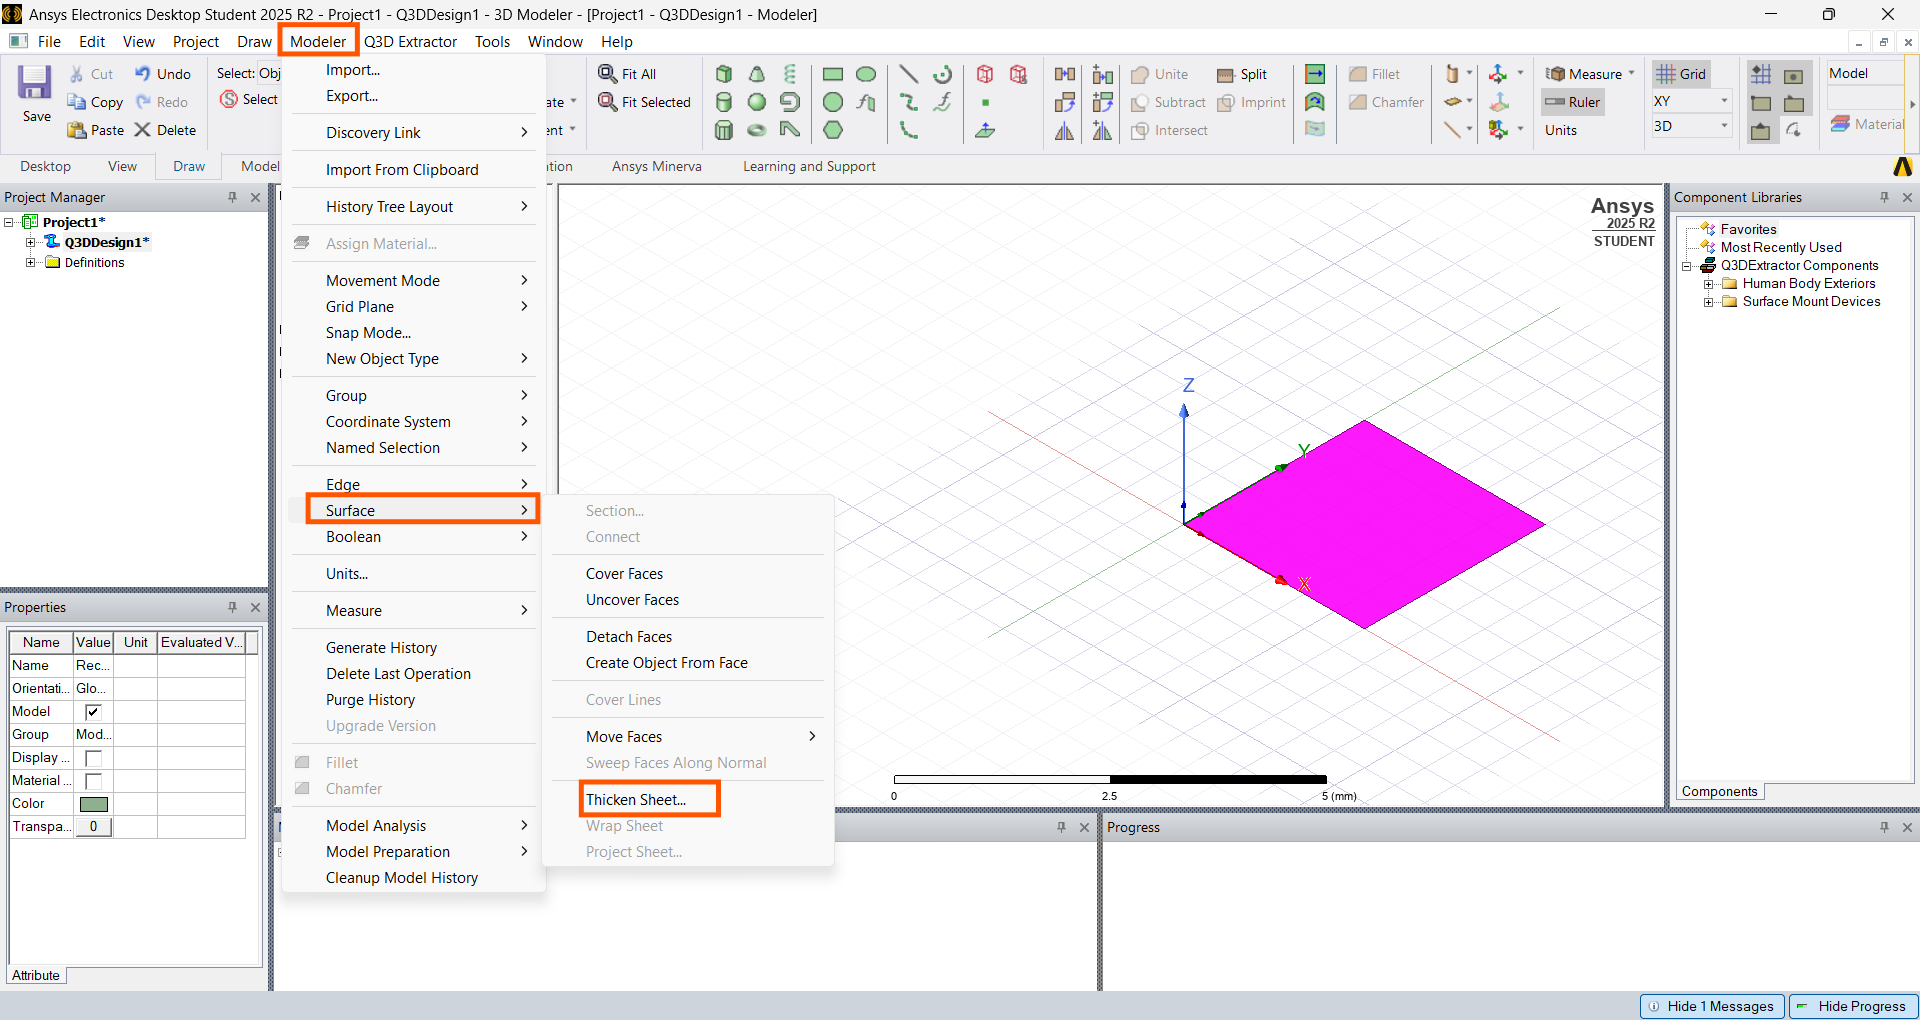 Ansys Electronics Desktop Student 2025 R2 - Project1 - Q3DDesign1 - 3D Modeler - [Project1 - Q3DDesign1 - Modeler]
File Edit View Project Draw Modeler Q3D Extractor Tools Window Help
Save
Cut
Copy
Paste
Undo
Redo
Delete
Select: Obj
Select
ate
ent
Fit All
Fit Selected
Unite
Subtract
Intersect
Split
Imprint
Fillet
Chamfer
Measure
Ruler
Units
Grid
XY
3D
Model
Material
Desktop View Draw Model tion Ansys Minerva Learning and Support
Project Manager
Project1*
Q3DDesign1*
Definitions
Import...
Export...
Discovery Link
Import From Clipboard
History Tree Layout
Assign Material...
Movement Mode
Grid Plane
Snap Mode...
New Object Type
Group
Coordinate System
Named Selection
Edge
Surface
Boolean
Units...
Measure
Generate History
Delete Last Operation
Purge History
Upgrade Version
Fillet
Chamfer
Model Analysis
Model Preparation
Cleanup Model History
Section...
Connect
Cover Faces
Uncover Faces
Detach Faces
Create Object From Face
Cover Lines
Move Faces
Sweep Faces Along Normal
Thicken Sheet...
Wrap Sheet
Project Sheet...
Ansys
2025 R2
STUDENT
Z
Y
X
0 2.5 5 (mm)
Component Libraries
Favorites
Most Recently Used
Q3DExtractor Components
Human Body Exteriors
Surface Mount Devices
Components
Properties
Name Value Unit Evaluated V...
Name Rec...
Orientati... Glo...
Model
Group Mod...
Display ...
Material ...
Color
Transpa... 0
Attribute
Progress
Hide 1 Messages
Hide Progress